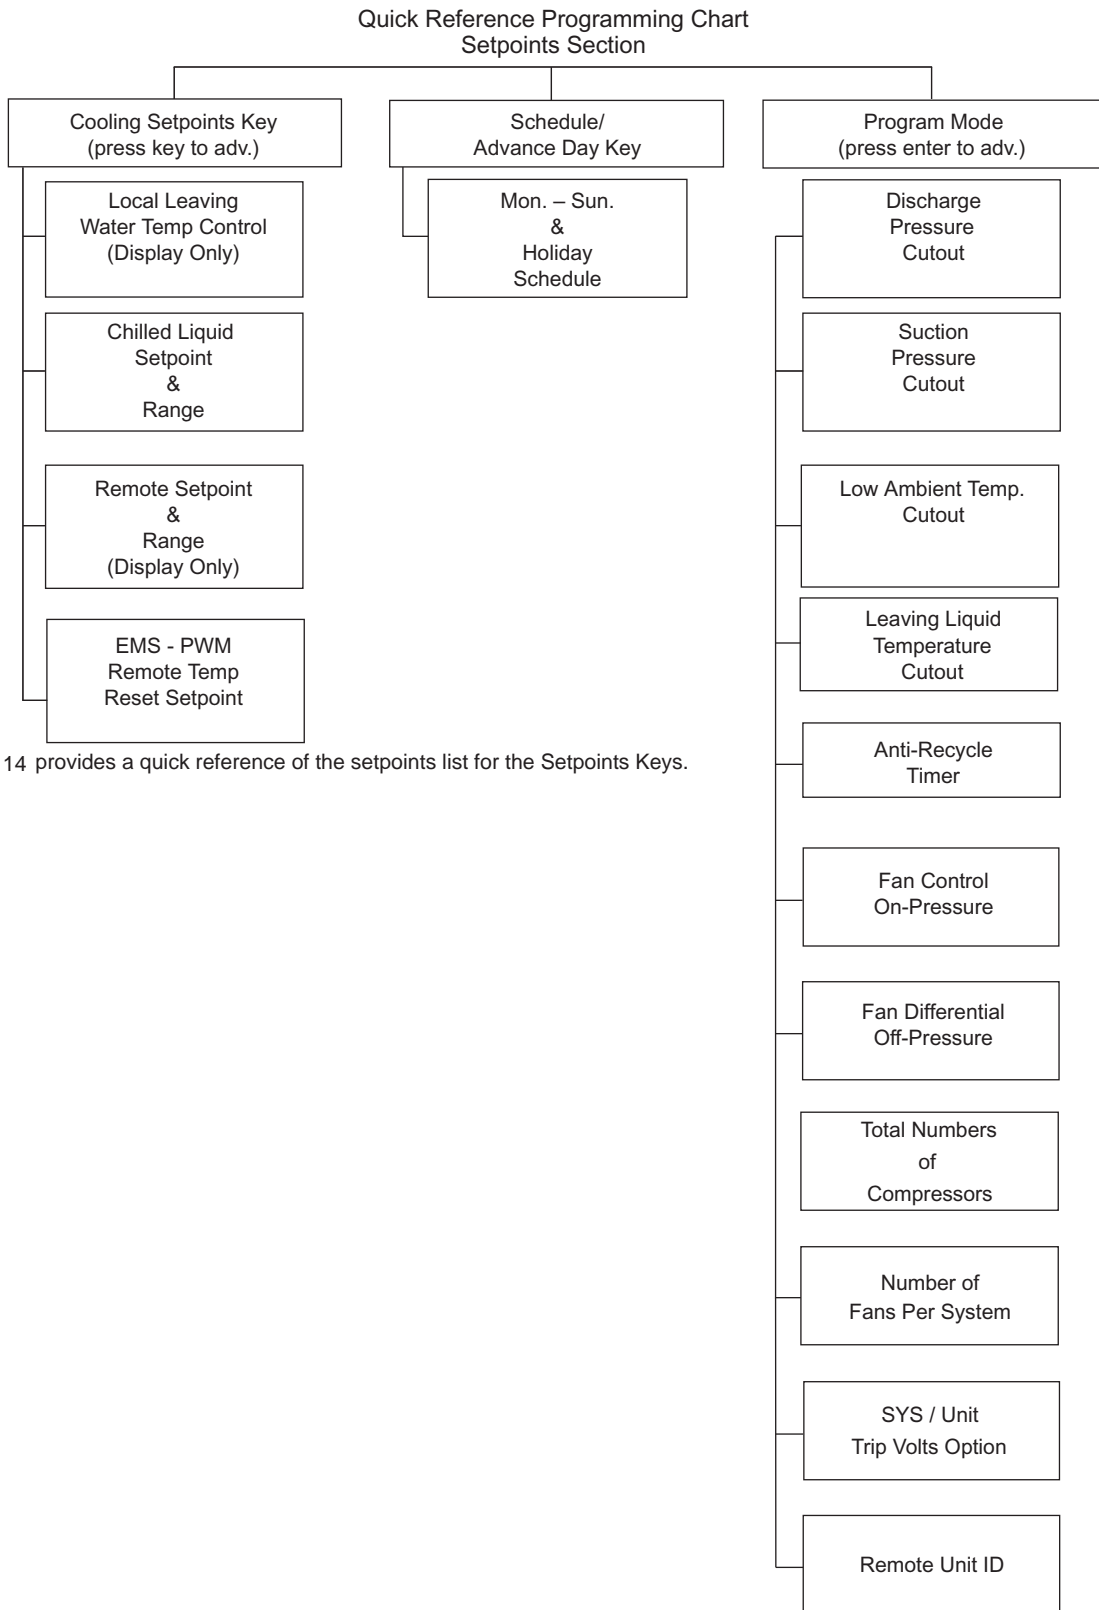 Quick Reference Programming Chart
Setpoints Section
Cooling Setpoints Key
(press key to adv.)
Local Leaving
Water Temp Control
(Display Only)
Chilled Liquid
Setpoint
&
Range
Remote Setpoint
&
Range
(Display Only)
EMS - PWM
Remote Temp
Reset Setpoint
Schedule/
Advance Day Key
Mon. – Sun.
&
Holiday
Schedule
Program Mode
(press enter to adv.)
Discharge
Pressure
Cutout
Suction
Pressure
Cutout
Low Ambient Temp.
Cutout
Leaving Liquid
Temperature
Cutout
Anti-Recycle
Timer
Fan Control
On-Pressure
Fan Differential
Off-Pressure
Total Numbers
of
Compressors
Number of
Fans Per System
SYS / Unit
Trip Volts Option
Remote Unit ID
14 provides a quick reference of the setpoints list for the Setpoints Keys.